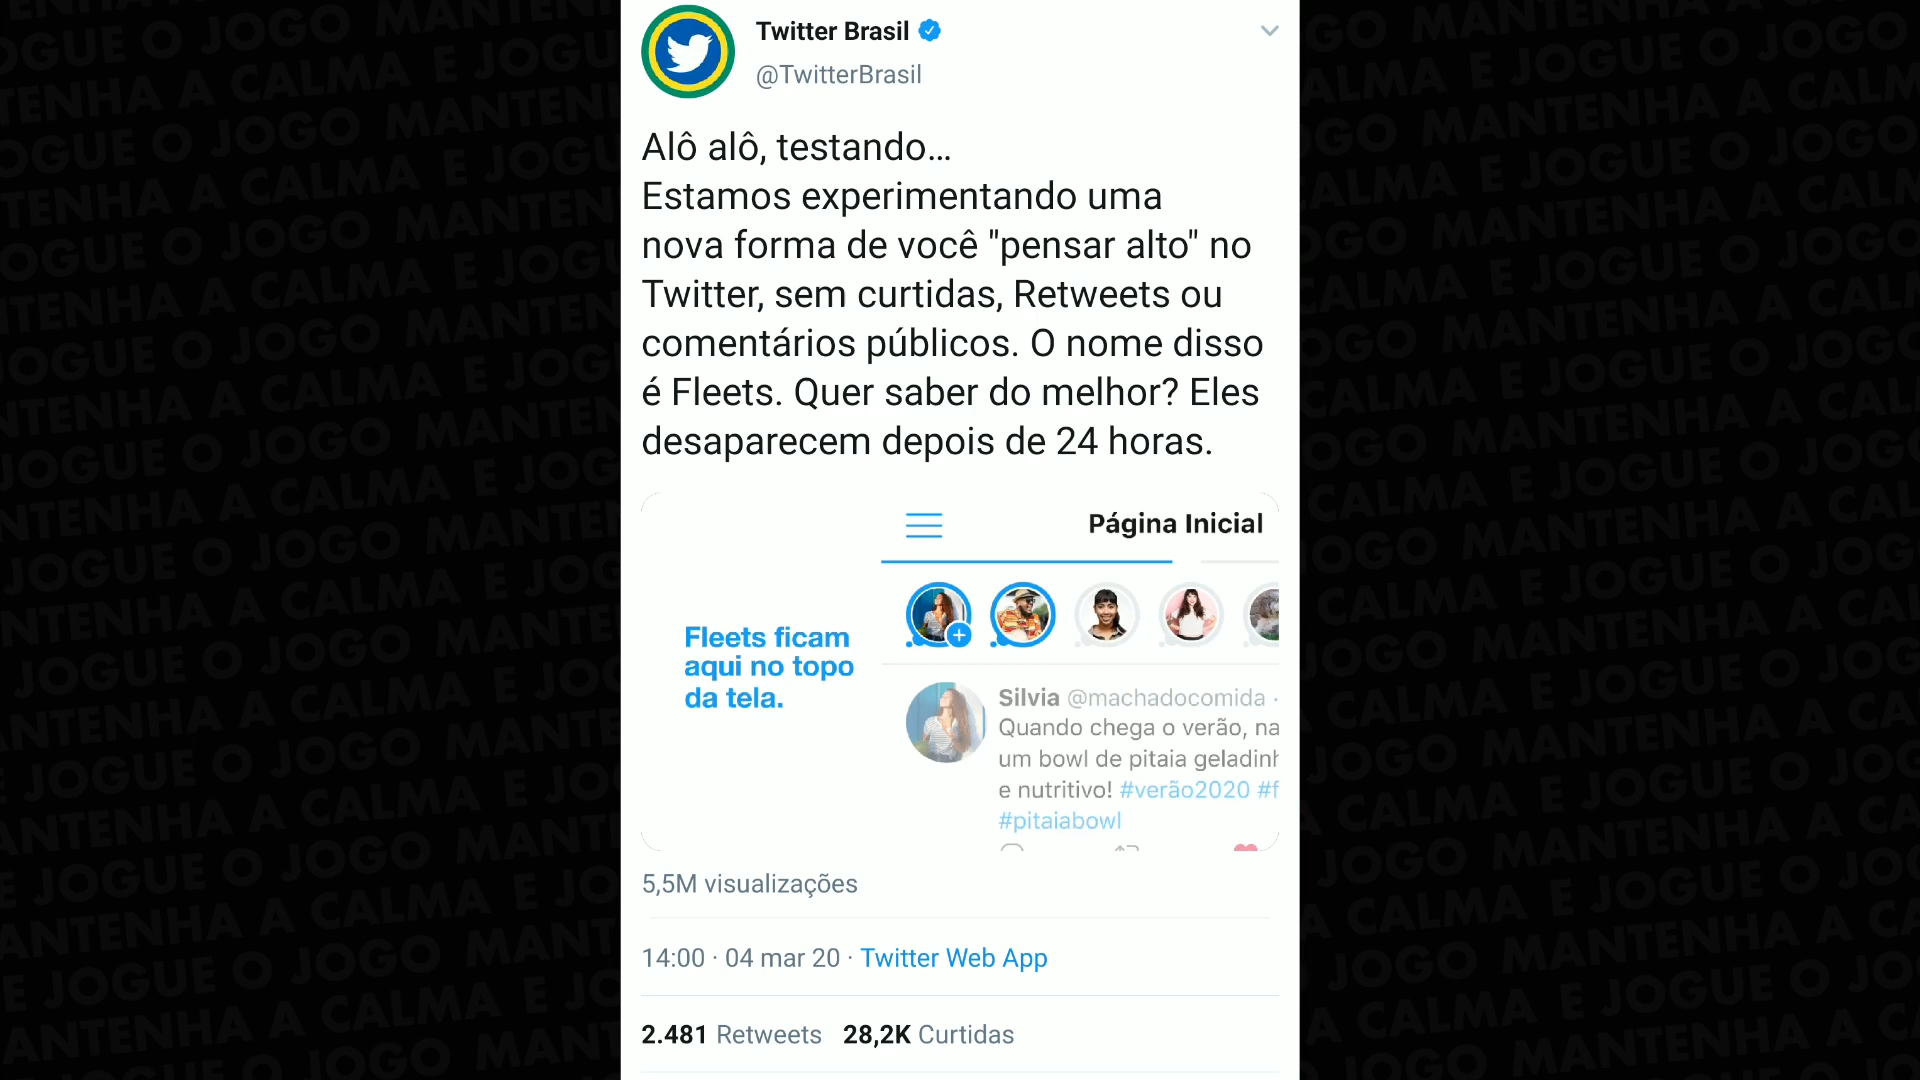 Twitter Brasil
@TwitterBrasil
Alô alô, testando...
Estamos experimentando uma
nova forma de você "pensar alto" no
Twitter, sem curtidas, Retweets ou
comentários públicos. O nome disso
é Fleets. Quer saber do melhor? Eles
desaparecem depois de 24 horas.
Página Inicial
Fleets ficam
aqui no topo
da tela.
Silvia @machadocomida ·
Quando chega o verão, na
um bowl de pitaia geladinh
e nutritivo! #verão2020 #f
#pitaiabowl
5,5M visualizações
14:00 · 04 mar 20 · Twitter Web App
2.481 Retweets 28,2K Curtidas
MANTENHA A CALMA E JOGUE O JOGO